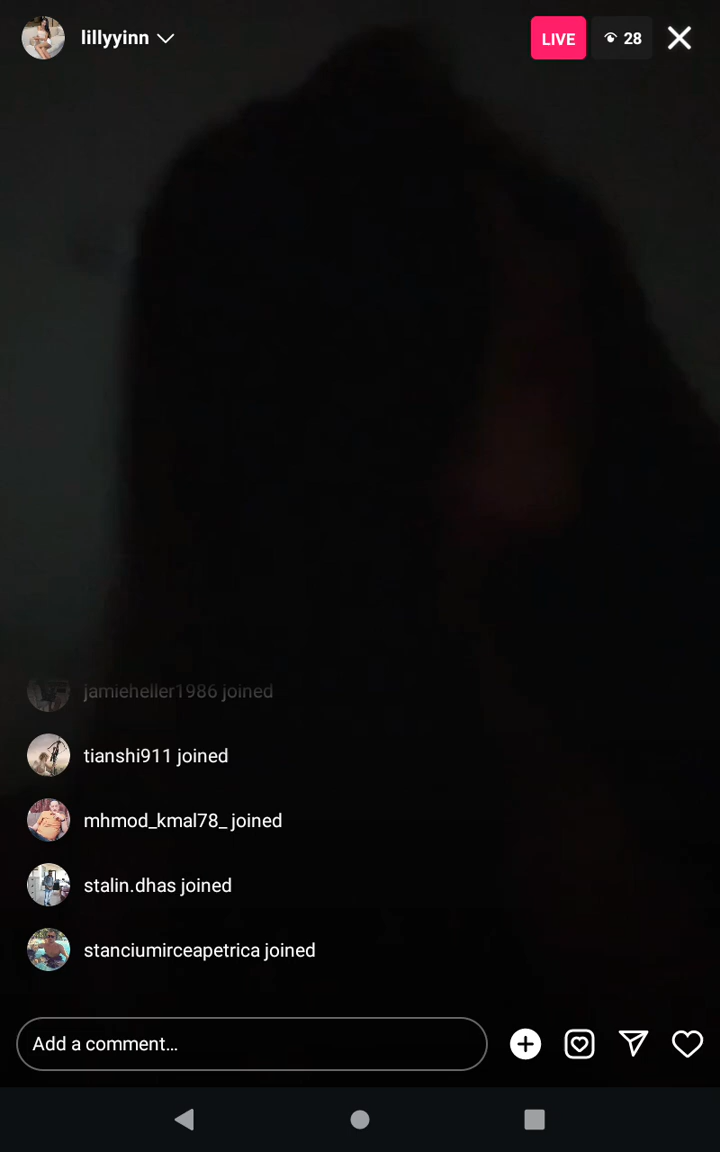 lillyyinn
LIVE
28
jamieheller1986 joined
tianshi911 joined
mhmod_kmal78_ joined
stalin.dhas joined
stanciumirceapetrica joined
Add a comment...